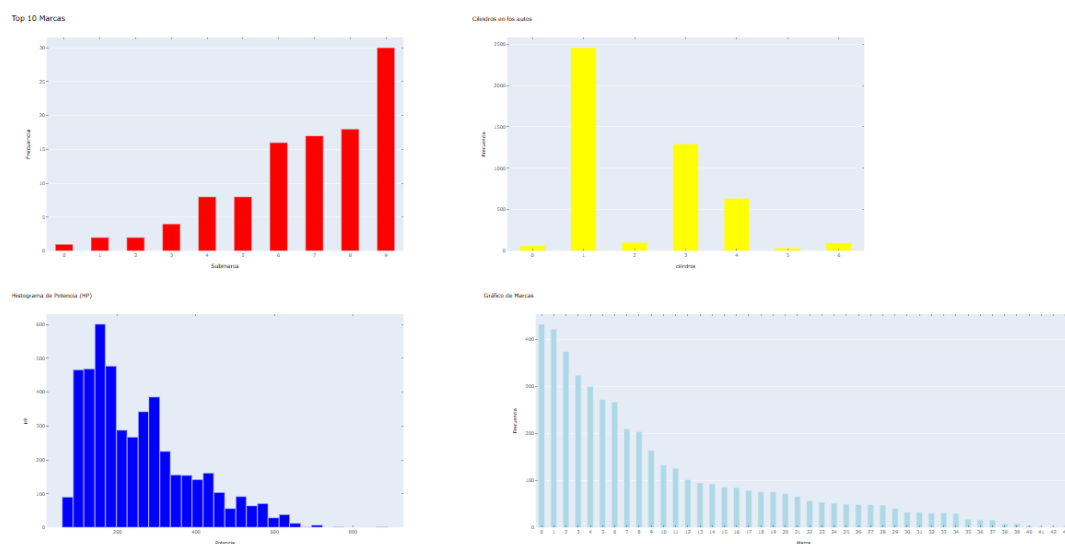 Top 10 Marcas
30
25
20
15
10
5
0
Frecuencia
0 1 2 3 4 5 6 7 8 9
Submarca
Cilindros en los autos
2500
2000
1500
1000
500
0
Frecuencia
0 1 2 3 4 5 6
cilindros
Histograma de Potencia (HP)
600
500
400
300
200
100
0
HP
200 400 600 800
Potencia
Gráfico de Marcas
400
300
200
100
0
Frecuencia
0 1 2 3 4 5 6 7 8 9 10 11 12 13 14 15 16 17 18 19 20 21 22 23 24 25 26 27 28 29 30 31 32 33 34 35 36 37 38 39 40 41 42
Marca